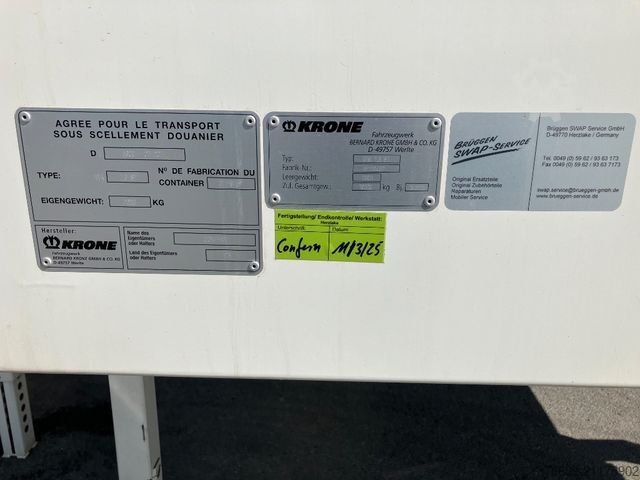 AGREE POUR LE TRANSPORT
SOUS SCELLEMENT DOUANIER
D
TYPE:
Nº DE FABRICATION DU
CONTAINER
EIGENGEWICHT:
KG
Hersteller:
KRONE
Fahrzeugwerk
BERNARD KRONE GMBH & CO. KG
D-49757 Werlte
Name des
Eigentümers
oder Halters
Land des Eigentümers
oder Halters
KRONE
Fahrzeugwerk
BERNARD KRONE GMBH & CO. KG
D-49757 Werlte
Typ:
Fabrik-Nr.:
Leergewicht:
Zul. Gesamtgew.:
kg
Bj.
Fertigstellung/ Endkontrolle/ Werkstatt:
Herzlake
Unterschrift:
Datum:
11/3/25
BRÜGGEN
SWAP-SERVICE
Original Ersatzteile
Original Zubehörteile
Reparaturen
Mobiler Service
Brüggen SWAP Service GmbH
D-49770 Herzlake / Germany
Tel. 0049 (0) 59 62 / 93 63 173
Fax 0049 (0) 59 62 / 93 63 7173
swap.service@brueggen-gmbh.de
www.brueggen-service.de